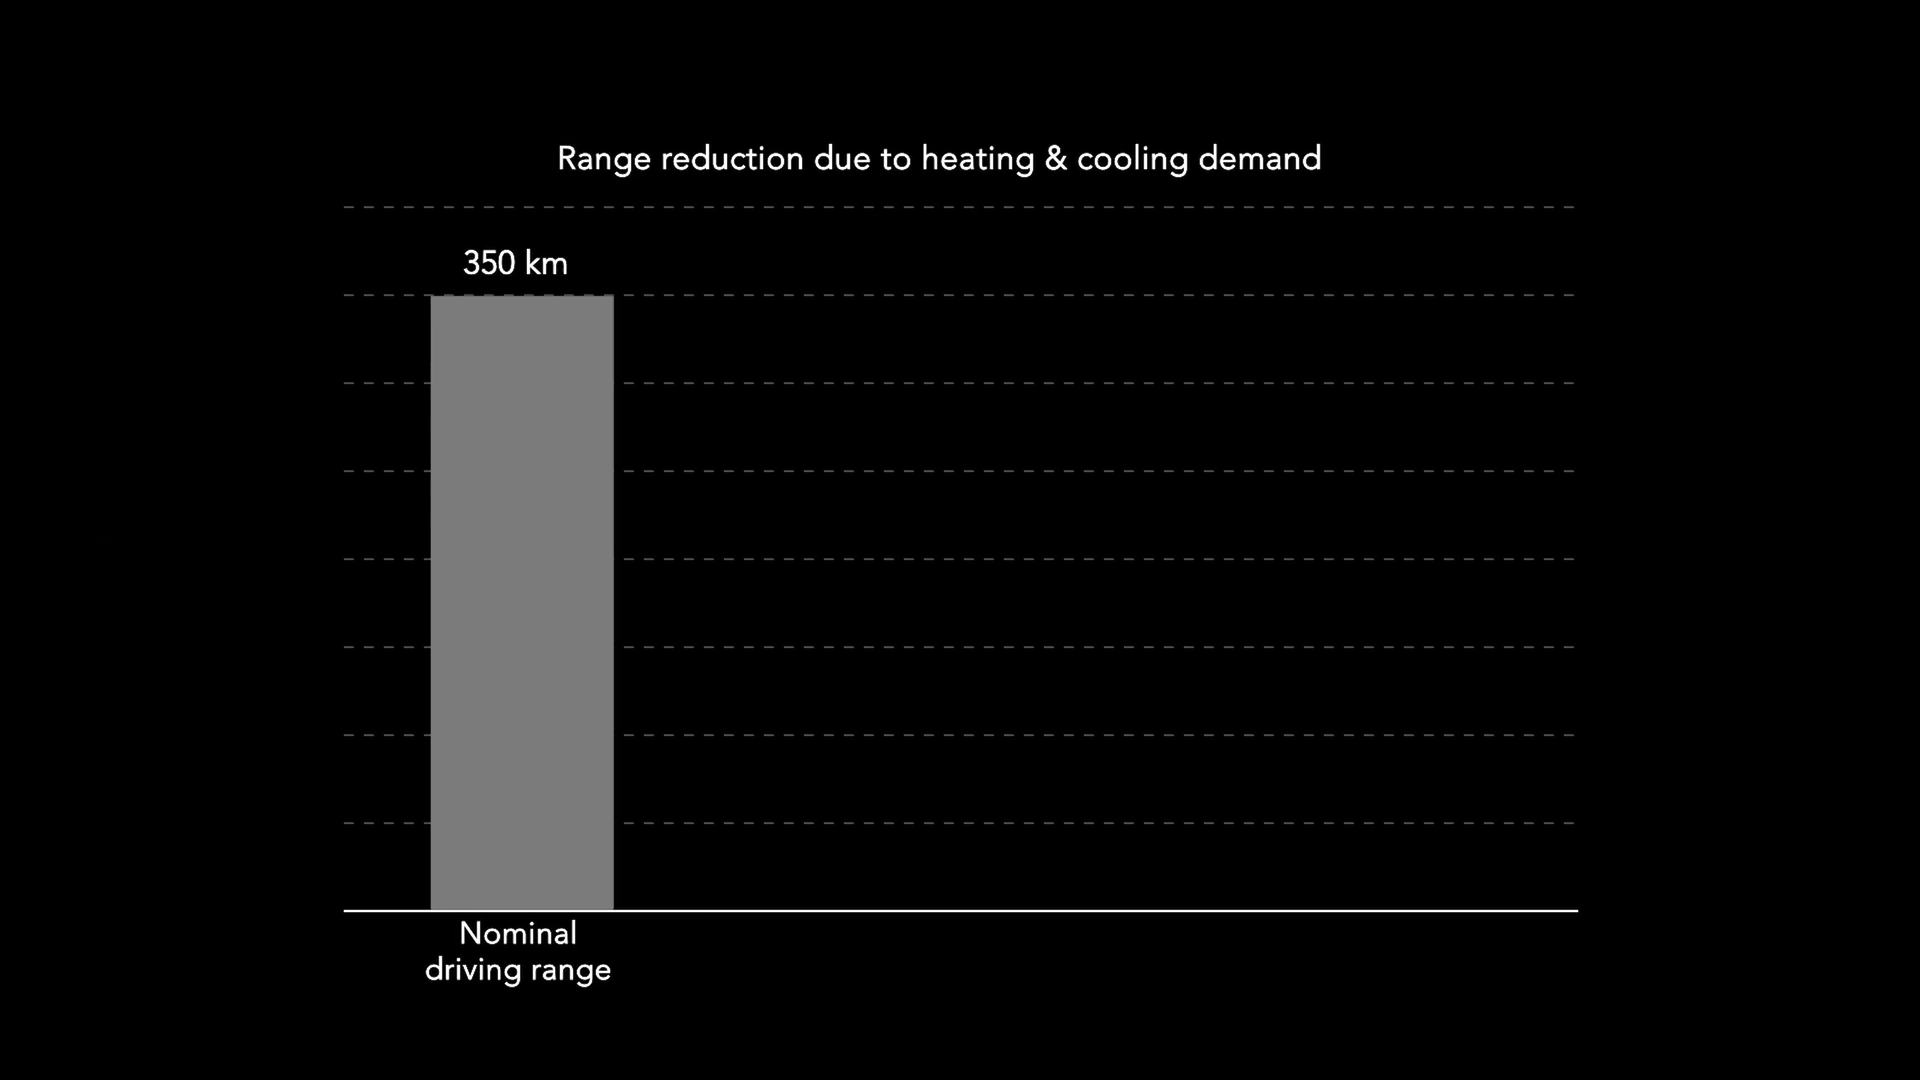 Range reduction due to heating & cooling demand
350 km
Nominal
driving range